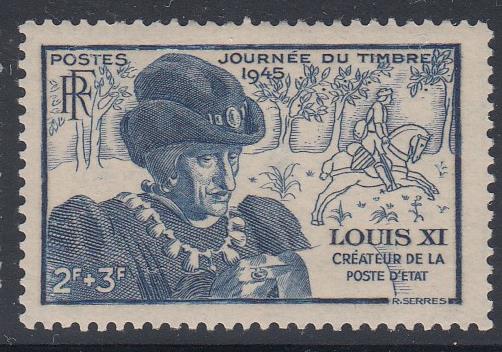 POSTES
JOURNÉE DU TIMBRE
1945
RF
LOUIS XI
CRÉATEUR DE LA
POSTE D'ETAT
2F+3F
R. SERRES